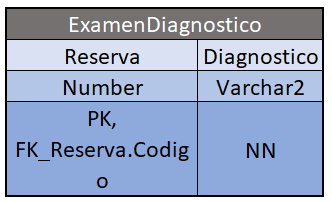 ExamenDiagnostico
Reserva Diagnostico
Number Varchar2
PK,
FK_Reserva.Codig
o
NN